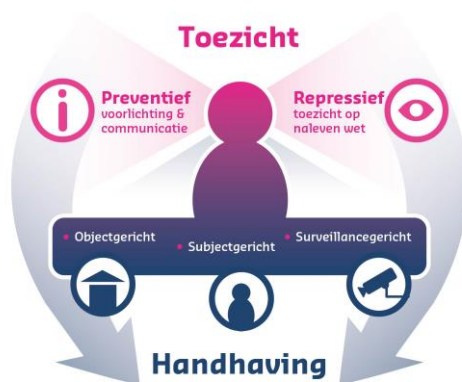 Toezicht
Preventief
voorlichting &
communicatie
Repressief
toezicht op
naleven wet
• Objectgericht
• Subjectgericht
• Surveillancegericht
Handhaving